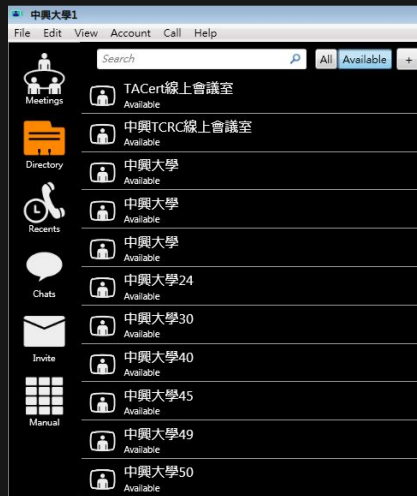 中興大學1
File Edit View Account Call Help
Search
All Available +
Meetings
Directory
Recents
Chats
Invite
Manual
TACert線上會議室
Available
中興TCRC線上會議室
Available
中興大學
Available
中興大學
Available
中興大學
Available
中興大學24
Available
中興大學30
Available
中興大學40
Available
中興大學45
Available
中興大學49
Available
中興大學50
Available